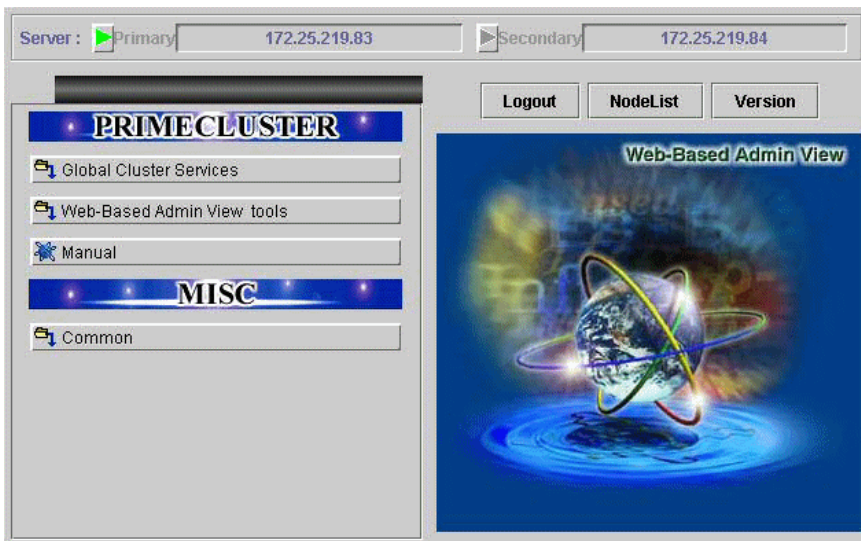 Server : Primary 172.25.219.83 Secondary 172.25.219.84
Logout NodeList Version
PRIMECLUSTER
Global Cluster Services
Web-Based Admin View tools
Manual
MISC
Common
Web-Based Admin View